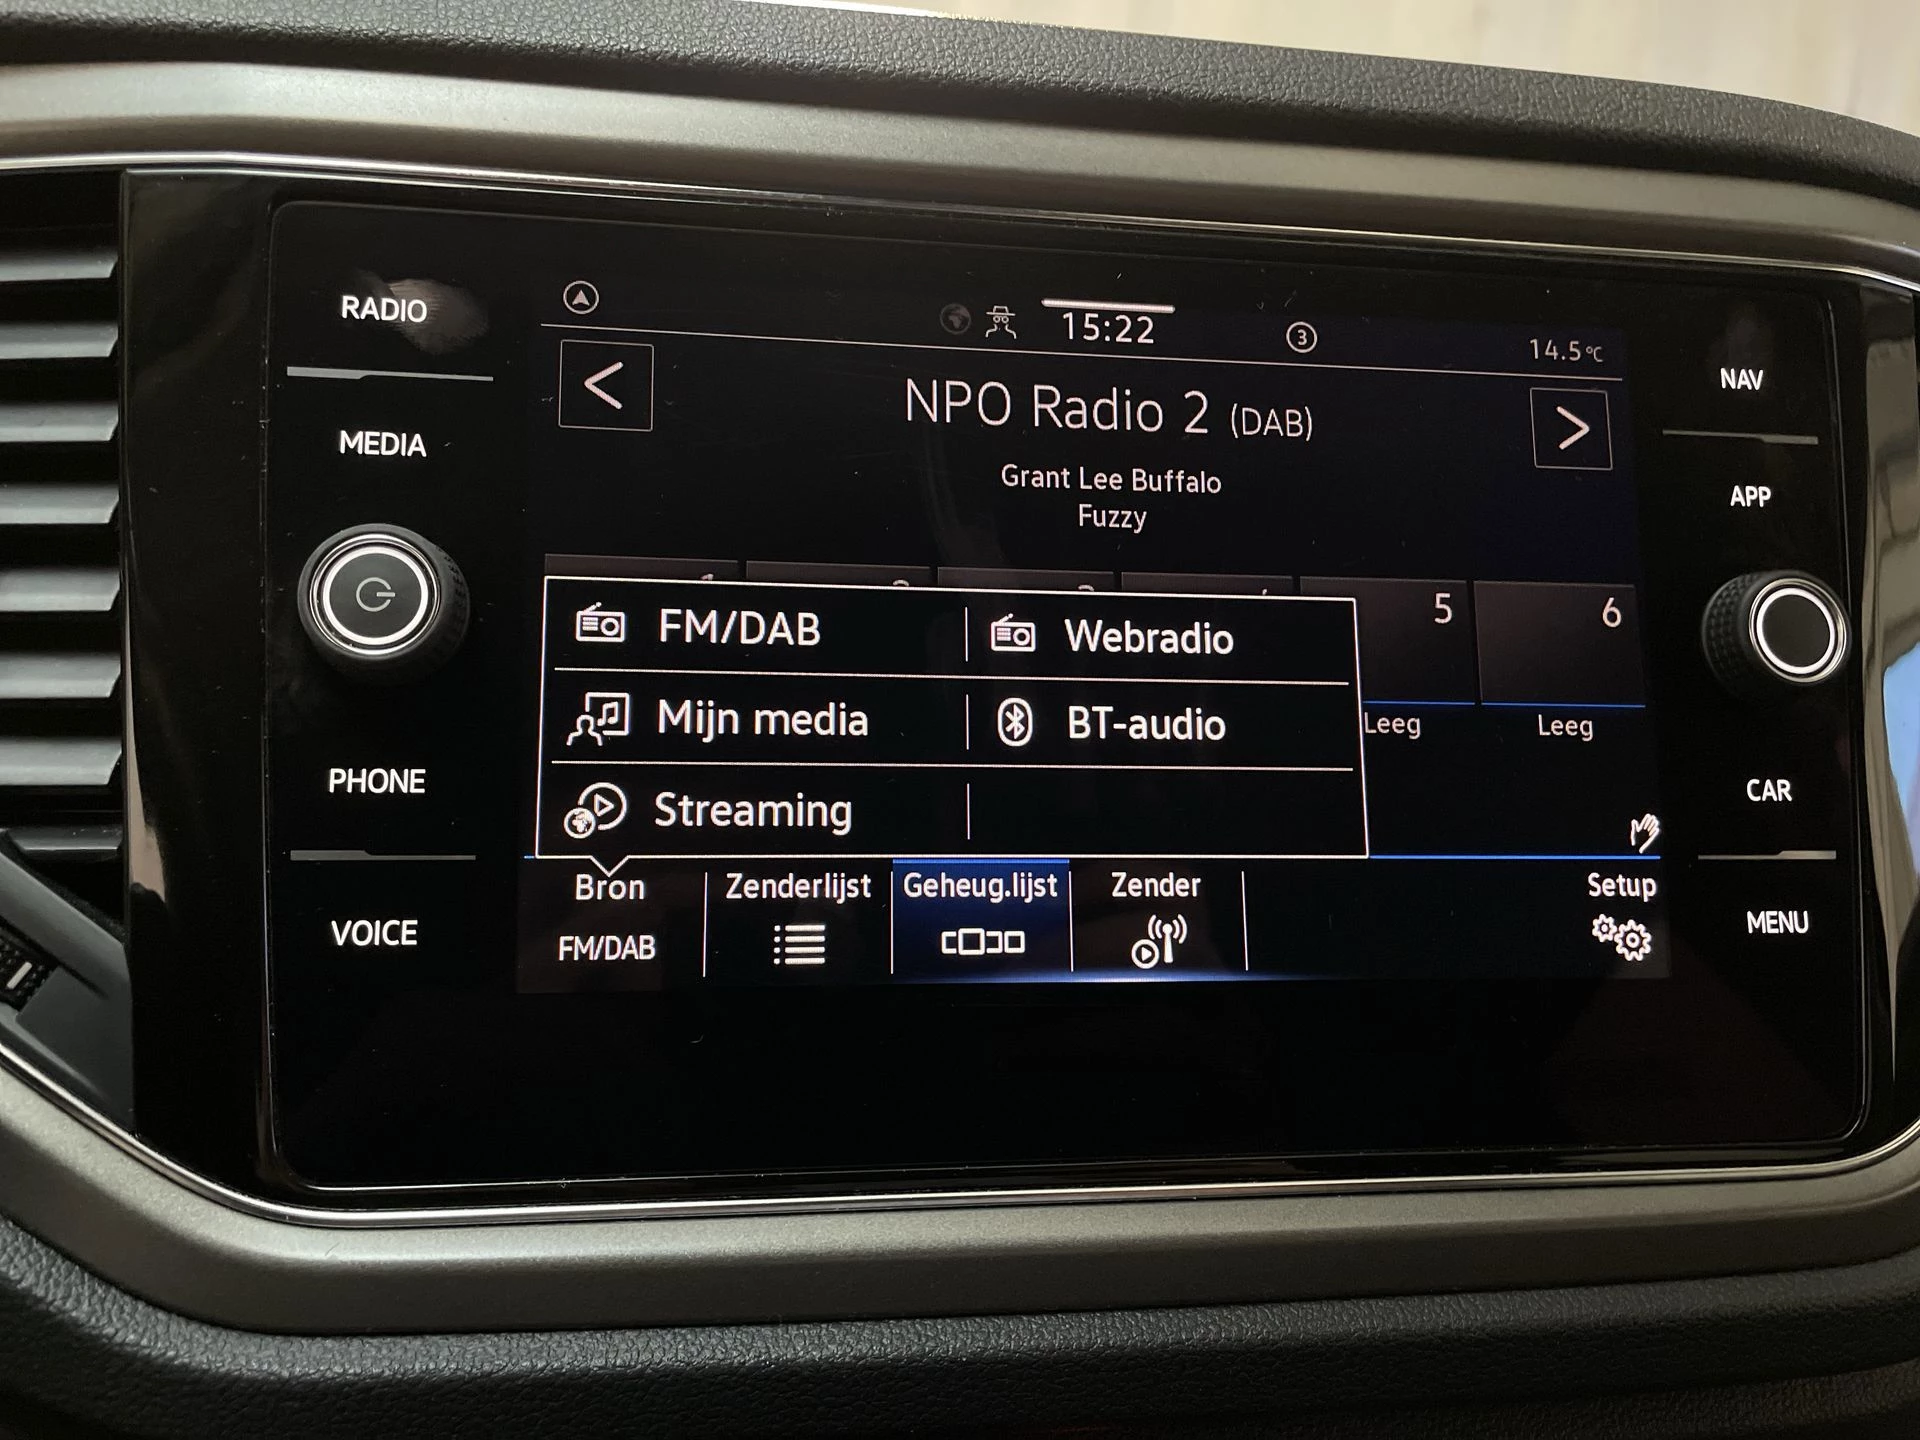 RADIO
MEDIA
PHONE
VOICE
15:22
3
14.5°C
<
NPO Radio 2 (DAB)
>
Grant Lee Buffalo
Fuzzy
5
6
FM/DAB
Webradio
Mijn media
BT-audio
Leeg
Leeg
Streaming
Bron
FM/DAB
Zenderlijst
Geheug.lijst
Zender
Setup
NAV
APP
CAR
MENU